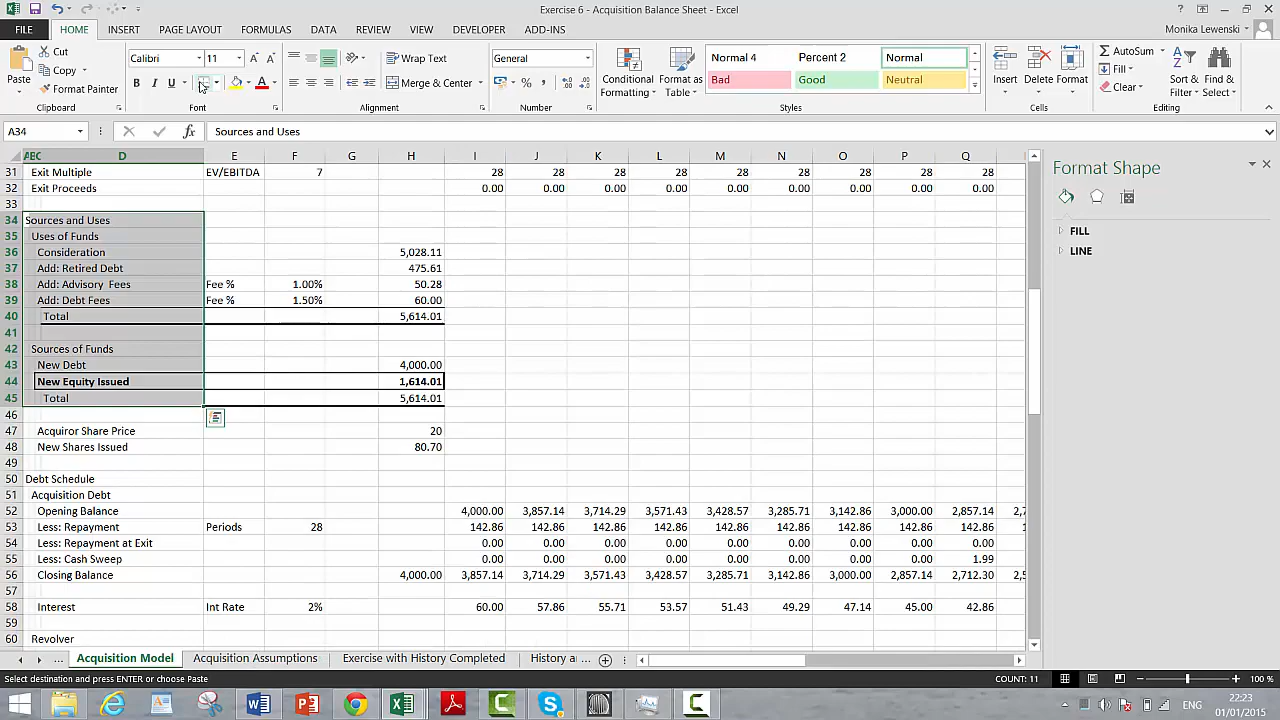 Exercise 6 - Acquisition Balance Sheet - Excel
FILE HOME INSERT PAGE LAYOUT FORMULAS DATA REVIEW VIEW DEVELOPER ADD-INS Monika Lewenski
Paste Cut Copy Format Painter Clipboard
Calibri 11 B I U Font
Wrap Text Merge & Center Alignment
General % Number
Conditional Formatting Format as Table
Normal 4 Percent 2 Normal
Bad Good Neutral
Styles
Insert Delete Format Cells
AutoSum Fill Clear Sort & Filter Find & Select Editing
A34 fx Sources and Uses
A B C D E F G H I J K L M N O P Q
31 Exit Multiple EV/EBITDA 7 28 28 28 28 28 28 28 28 28
32 Exit Proceeds 0.00 0.00 0.00 0.00 0.00 0.00 0.00 0.00 0.00
33
34 Sources and Uses
35 Uses of Funds
36 Consideration 5,028.11
37 Add: Retired Debt 475.61
38 Add: Advisory Fees Fee % 1.00% 50.28
39 Add: Debt Fees Fee % 1.50% 60.00
40 Total 5,614.01
41
42 Sources of Funds
43 New Debt 4,000.00
44 New Equity Issued 1,614.01
45 Total 5,614.01
46
47 Acquiror Share Price 20
48 New Shares Issued 80.70
49
50 Debt Schedule
51 Acquisition Debt
52 Opening Balance 4,000.00 3,857.14 3,714.29 3,571.43 3,428.57 3,285.71 3,142.86 3,000.00 2,857.14 2,7
53 Less: Repayment Periods 28 142.86 142.86 142.86 142.86 142.86 142.86 142.86 142.86 142.86 1
54 Less: Repayment at Exit 0.00 0.00 0.00 0.00 0.00 0.00 0.00 0.00 0.00
55 Less: Cash Sweep 0.00 0.00 0.00 0.00 0.00 0.00 0.00 0.00 1.99
56 Closing Balance 4,000.00 3,857.14 3,714.29 3,571.43 3,428.57 3,285.71 3,142.86 3,000.00 2,857.14 2,712.30 2,5
57
58 Interest Int Rate 2% 60.00 57.86 55.71 53.57 51.43 49.29 47.14 45.00 42.86
59
60 Revolver
Format Shape
FILL
LINE
... Acquisition Model Acquisition Assumptions Exercise with History Completed History a ...
Select destination and press ENTER or choose Paste COUNT: 11 100 %
ENG 22:23
01/01/2015